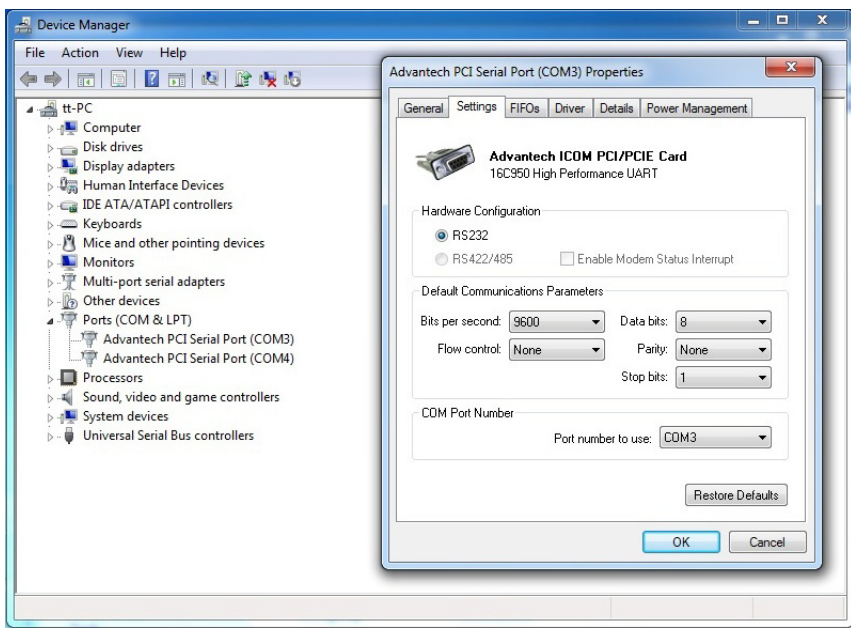 Device Manager
File Action View Help
tt-PC
Computer
Disk drives
Display adapters
Human Interface Devices
IDE ATA/ATAPI controllers
Keyboards
Mice and other pointing devices
Monitors
Multi-port serial adapters
Other devices
Ports (COM & LPT)
Advantech PCI Serial Port (COM3)
Advantech PCI Serial Port (COM4)
Processors
Sound, video and game controllers
System devices
Universal Serial Bus controllers
Advantech PCI Serial Port (COM3) Properties
General Settings FIFOs Driver Details Power Management
Advantech ICOM PCI/PCIE Card
16C950 High Performance UART
Hardware Configuration
RS232
RS422/485 Enable Modem Status Interrupt
Default Communications Parameters
Bits per second: 9600 Data bits: 8
Flow control: None Parity: None
Stop bits: 1
COM Port Number
Port number to use: COM3
Restore Defaults
OK Cancel